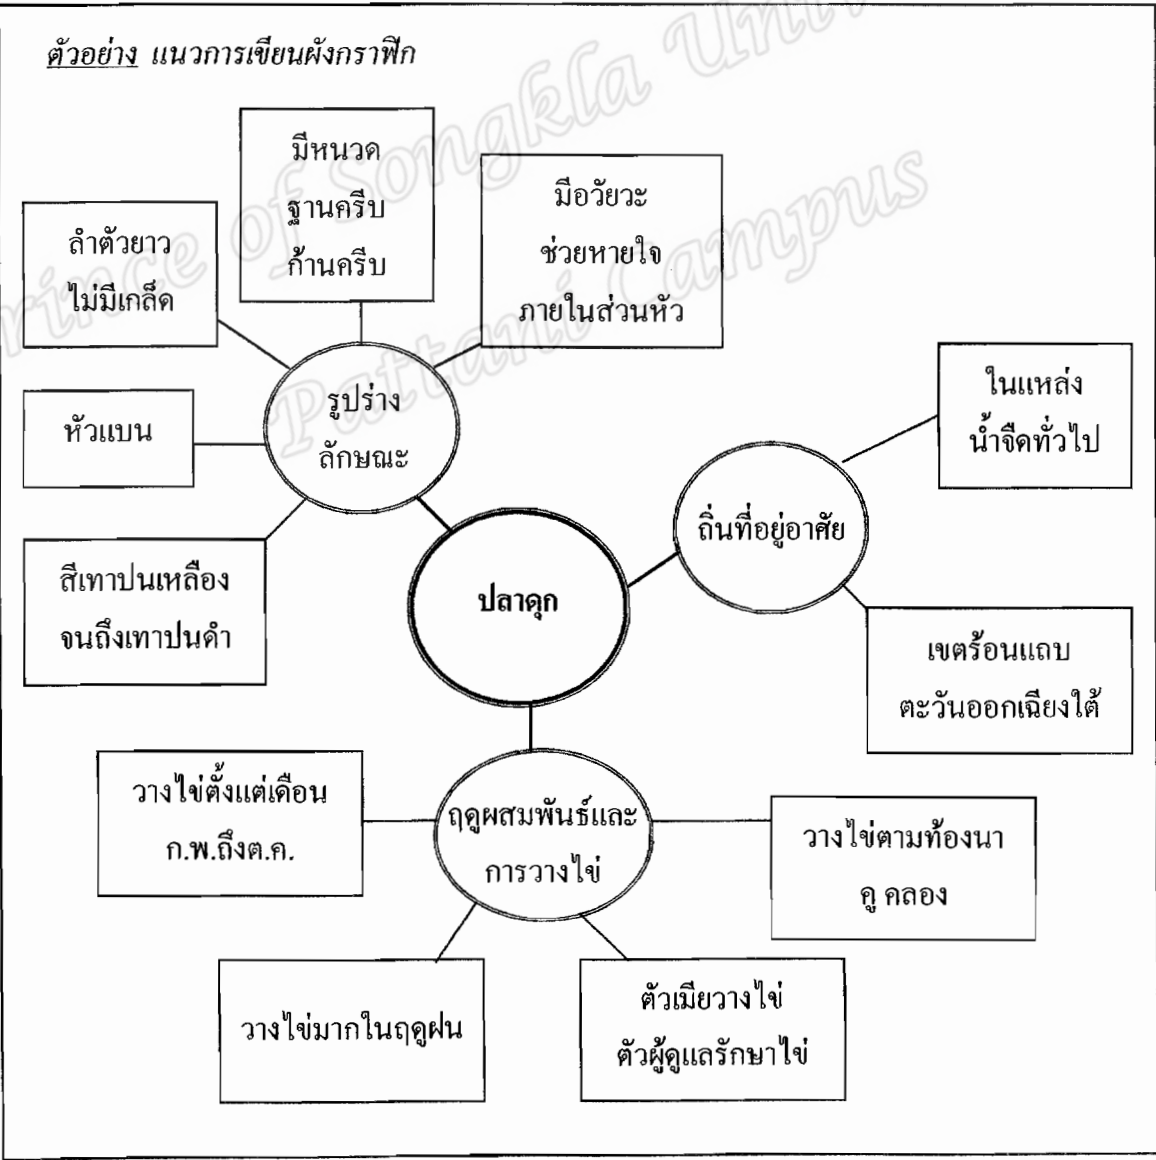 ตัวอย่าง แนวการเขียนผังกราฟิก
มีหนวด
ฐานครีบ
ก้านครีบ
มีอวัยวะ
ช่วยหายใจ
ภายในส่วนหัว
ลำตัวยาว
ไม่มีเกล็ด
หัวแบน
สีเทาปนเหลือง
จนถึงเทาปนดำ
รูปร่าง
ลักษณะ
ในแหล่ง
น้ำจืดทั่วไป
ถิ่นที่อยู่อาศัย
เขตร้อนแถบ
ตะวันออกเฉียงใต้
ปลาดุก
วางไข่ตั้งแต่เดือน
ก.พ.ถึงต.ค.
ฤดูผสมพันธ์และ
การวางไข่
วางไข่ตามท้องนา
คู คลอง
วางไข่มากในฤดูฝน
ตัวเมียวางไข่
ตัวผู้ดูแลรักษาไข่
Prince of Songkla
Pattani Campus